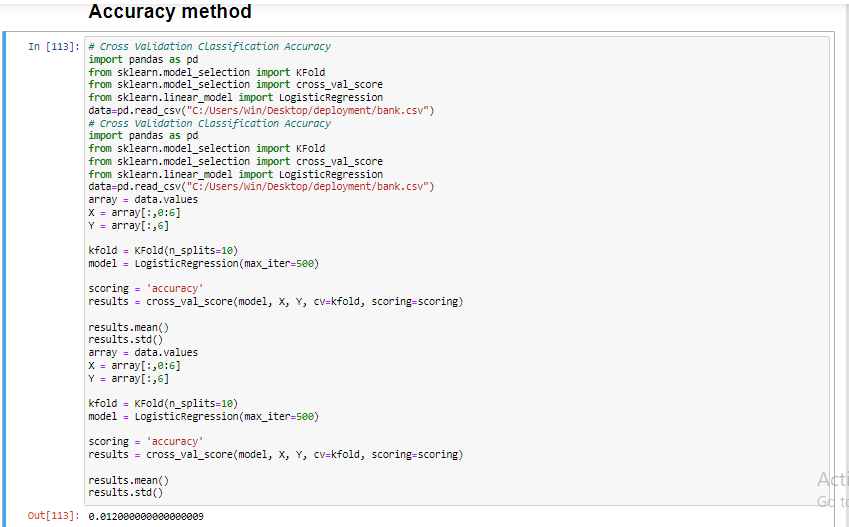 Accuracy method
In [113]: # Cross Validation Classification Accuracy
import pandas as pd
from sklearn.model_selection import KFold
from sklearn.model_selection import cross_val_score
from sklearn.linear_model import LogisticRegression
data=pd.read_csv("C:/Users/Win/Desktop/deployment/bank.csv")
# Cross Validation Classification Accuracy
import pandas as pd
from sklearn.model_selection import KFold
from sklearn.model_selection import cross_val_score
from sklearn.linear_model import LogisticRegression
data=pd.read_csv("C:/Users/Win/Desktop/deployment/bank.csv")
array = data.values
X = array[:,0:6]
Y = array[:,6]
kfold = KFold(n_splits=10)
model = LogisticRegression(max_iter=500)
scoring = 'accuracy'
results = cross_val_score(model, X, Y, cv=kfold, scoring=scoring)
results.mean()
results.std()
array = data.values
X = array[:,0:6]
Y = array[:,6]
kfold = KFold(n_splits=10)
model = LogisticRegression(max_iter=500)
scoring = 'accuracy'
results = cross_val_score(model, X, Y, cv=kfold, scoring=scoring)
results.mean()
results.std()
Acti
Go to
Out[113]: 0.012000000000000009